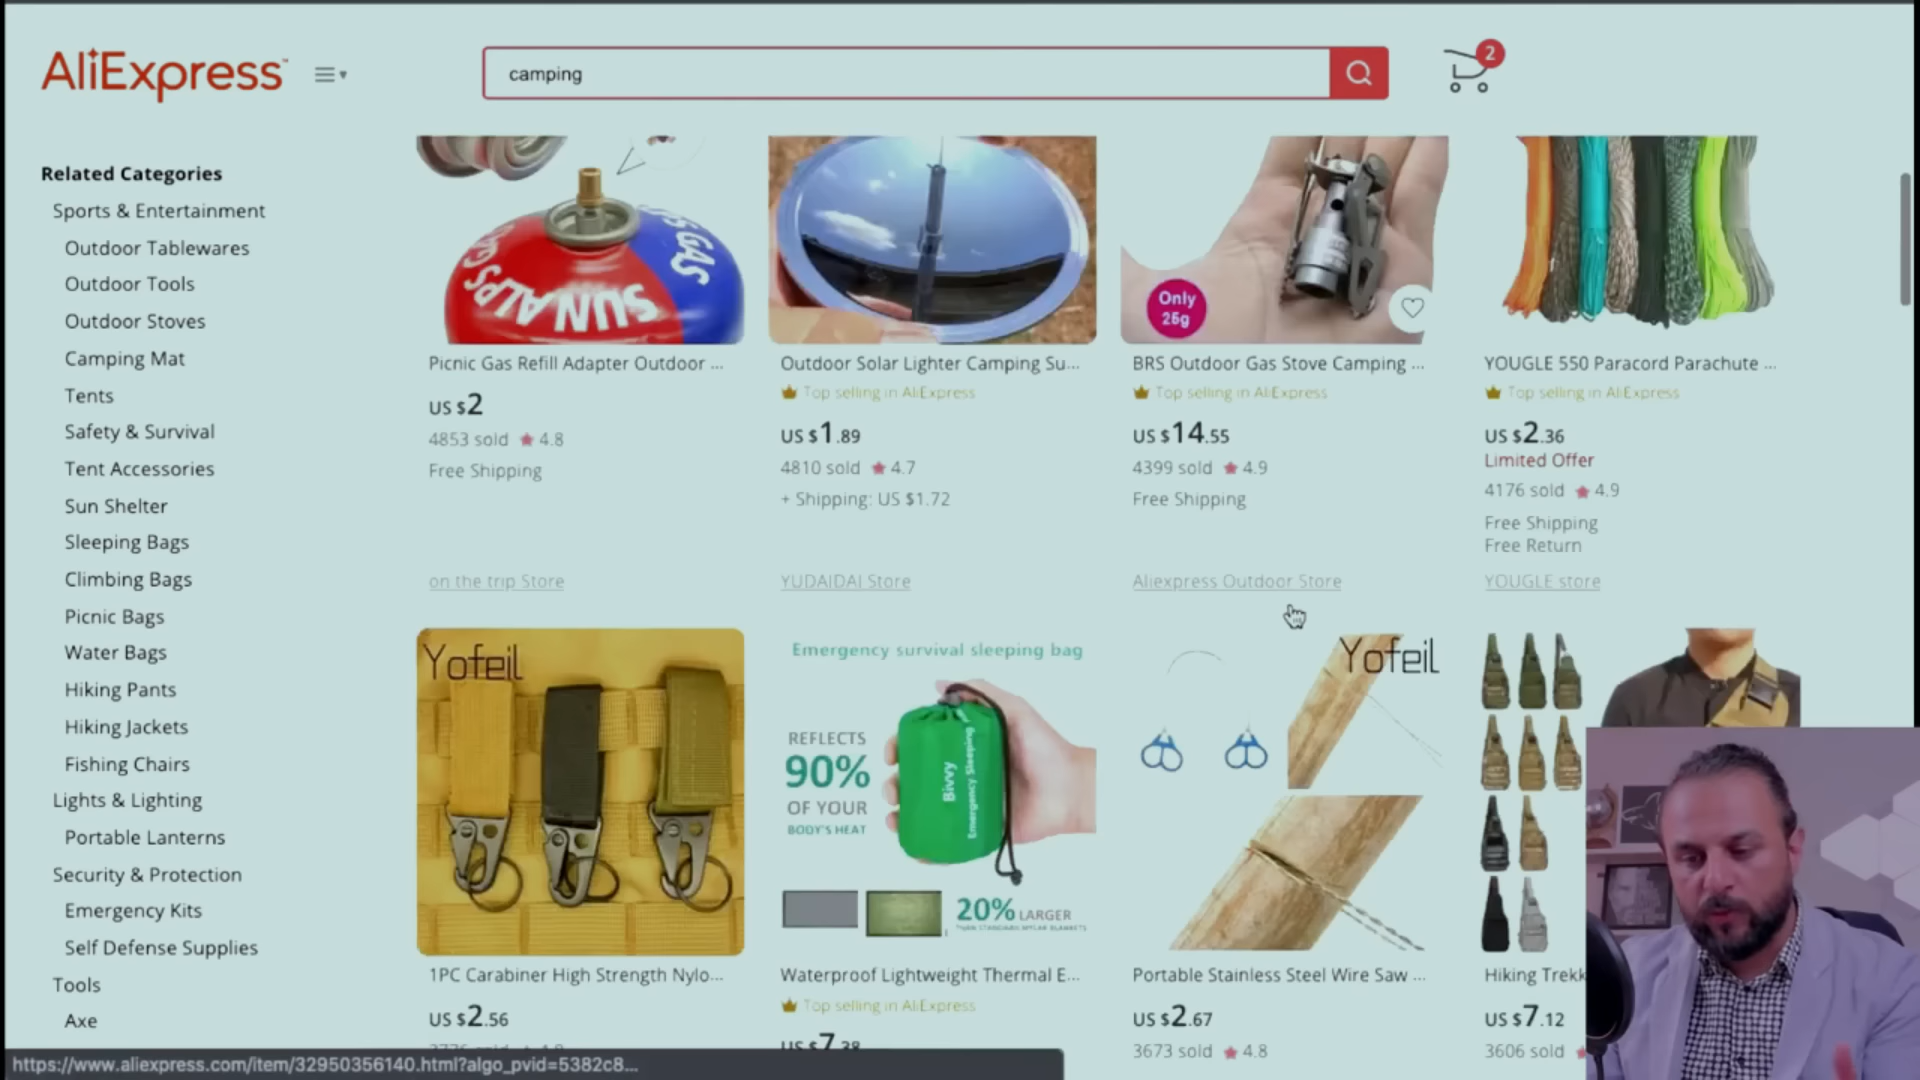 AliExpress
camping
2
Related Categories
Sports & Entertainment
Outdoor Tablewares
Outdoor Tools
Outdoor Stoves
Camping Mat
Tents
Safety & Survival
Tent Accessories
Sun Shelter
Sleeping Bags
Climbing Bags
Picnic Bags
Water Bags
Hiking Pants
Hiking Jackets
Fishing Chairs
Lights & Lighting
Portable Lanterns
Security & Protection
Emergency Kits
Self Defense Supplies
Tools
Axe
SUN ALPS GAS
GAS
Picnic Gas Refill Adapter Outdoor ...
US $2
4853 sold 4.8
Free Shipping
on the trip Store
Outdoor Solar Lighter Camping Su...
Top selling in AliExpress
US $1.89
4810 sold 4.7
+ Shipping: US $1.72
YUDAIDAI Store
Only
25g
BRS Outdoor Gas Stove Camping ...
Top selling in AliExpress
US $14.55
4399 sold 4.9
Free Shipping
Aliexpress Outdoor Store
YOUGLE 550 Paracord Parachute ...
Top selling in AliExpress
US $2.36
Limited Offer
4176 sold 4.9
Free Shipping
Free Return
YOUGLE store
Yofeil
1PC Carabiner High Strength Nylo...
US $2.56
Emergency survival sleeping bag
REFLECTS
90%
OF YOUR
BODY'S HEAT
Bivvy
Emergency Sleeping
20% LARGER
Waterproof Lightweight Thermal E...
Top selling in AliExpress
US $7.38
Yofeil
Portable Stainless Steel Wire Saw ...
US $2.67
3673 sold 4.8
Hiking Trekk
US $7.12
3606 sold
https://www.aliexpress.com/item/32950356140.html?algo_pvid=5382c8...